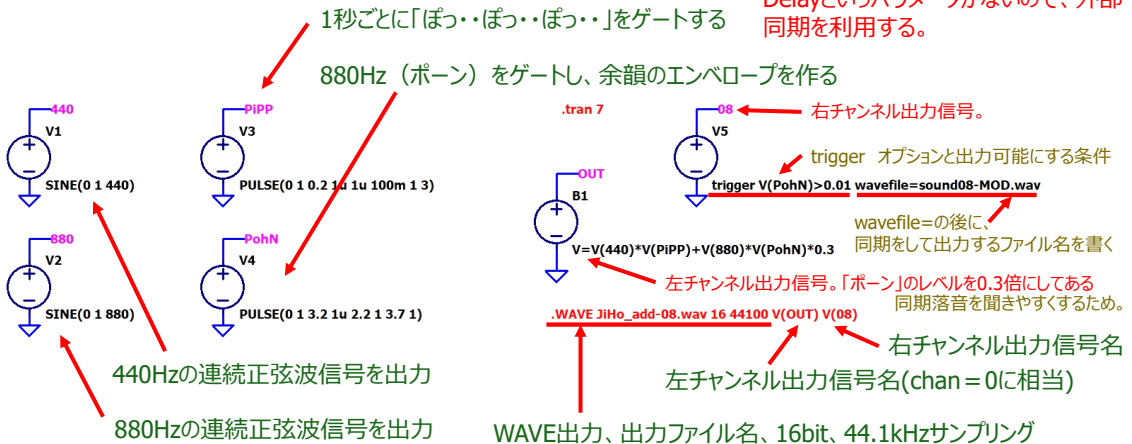 Delayというパラメータがないので、外部
同期を利用する。
1秒ごとに「ぽっ・・ぽっ・・ぽっ・・」をゲートする
880Hz（ポーン）をゲートし、余韻のエンベロープを作る
440
V1
SINE(0 1 440)
PiPP
V3
PULSE(0 1 0.2 1u 1u 100m 1 3)
.tran 7
08
V5
右チャンネル出力信号。
trigger オプションと出力可能にする条件
trigger V(PohN)>0.01 wavefile=sound08-MOD.wav
OUT
B1
V=V(440)*V(PiPP)+V(880)*V(PohN)*0.3
wavefile=の後に、
同期をして出力するファイル名を書く
880
V2
SINE(0 1 880)
PohN
V4
PULSE(0 1 3.2 1u 2.2 1 3.7 1)
左チャンネル出力信号。「ポーン」のレベルを0.3倍にしてある
同期落音を聞きやすくするため。
.WAVE JiHo_add-08.wav 16 44100 V(OUT) V(08)
右チャンネル出力信号名
440Hzの連続正弦波信号を出力
左チャンネル出力信号名(chan＝0に相当)
880Hzの連続正弦波信号を出力
WAVE出力、出力ファイル名、16bit、44.1kHzサンプリング